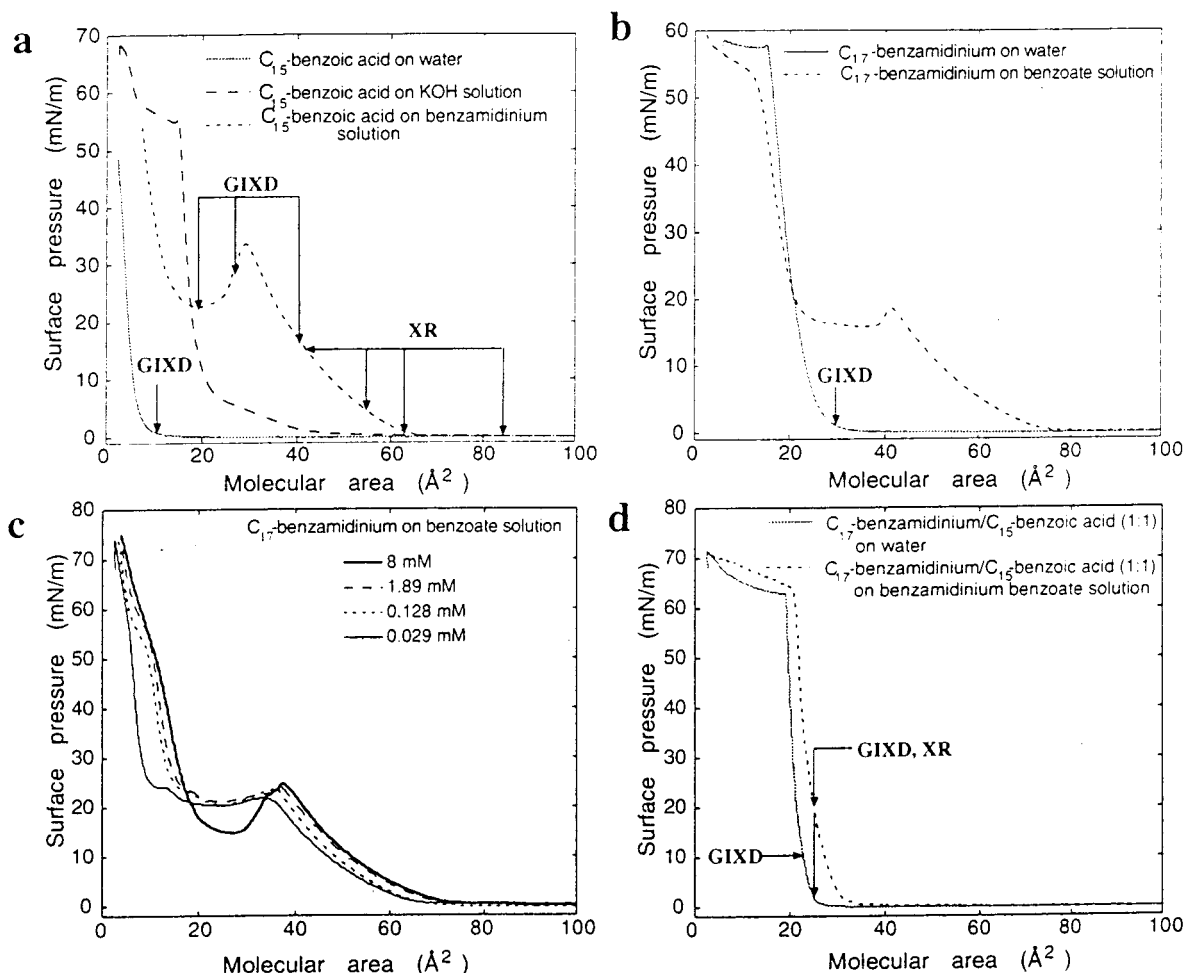 a
70
60
50
40
30
20
10
0
Surface pressure (mN/m)
C15-benzoic acid on water
C15-benzoic acid on KOH solution
C15-benzoic acid on benzamidinium
solution
GIXD
XR
GIXD
0 20 40 60 80 100
Molecular area (Å2)
b
60
50
40
30
20
10
0
Surface pressure (mN/m)
C17-benzamidinium on water
C17-benzamidinium on benzoate solution
GIXD
0 20 40 60 80 100
Molecular area (Å2)
c
80
70
60
50
40
30
20
10
0
Surface pressure (mN/m)
C17-benzamidinium on benzoate solution
8 mM
1.89 mM
0.128 mM
0.029 mM
0 20 40 60 80 100
Molecular area (Å2)
d
80
70
60
50
40
30
20
10
0
Surface pressure (mN/m)
C17-benzamidinium/C15-benzoic acid (1:1)
on water
C17-benzamidinium/C15-benzoic acid (1:1)
on benzamidinium benzoate solution
GIXD, XR
GIXD
0 20 40 60 80 100
Molecular area (Å2)